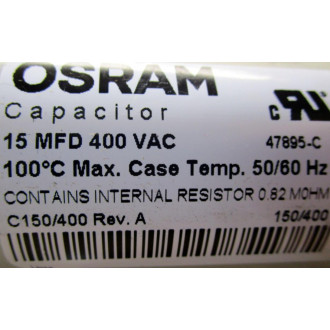 OSRAM
Capacitor
15 MFD 400 VAC 47895-C
100°C Max. Case Temp. 50/60 Hz
CONTAINS INTERNAL RESISTOR 0.82 MOHM
C150/400 Rev. A 150/400